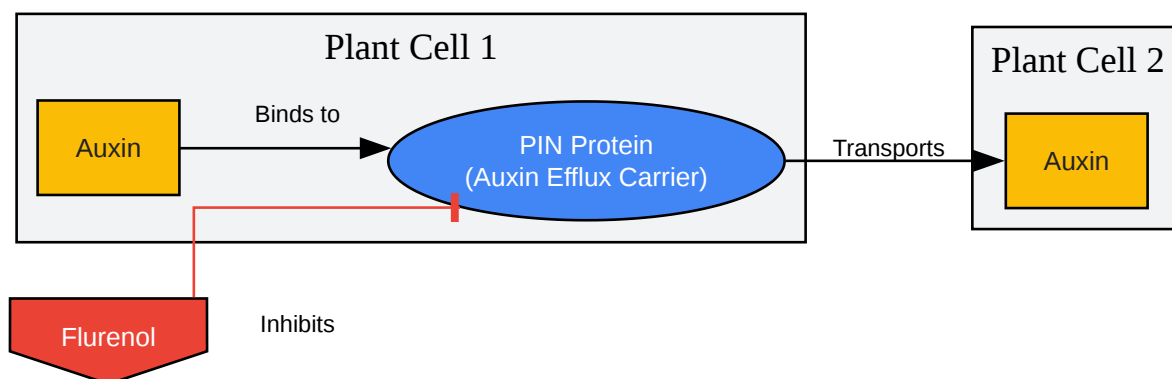 Plant Cell 1
Plant Cell 2
Binds to
Auxin
PIN Protein
(Auxin Efflux Carrier)
Transports
Auxin
Flurenol
Inhibits